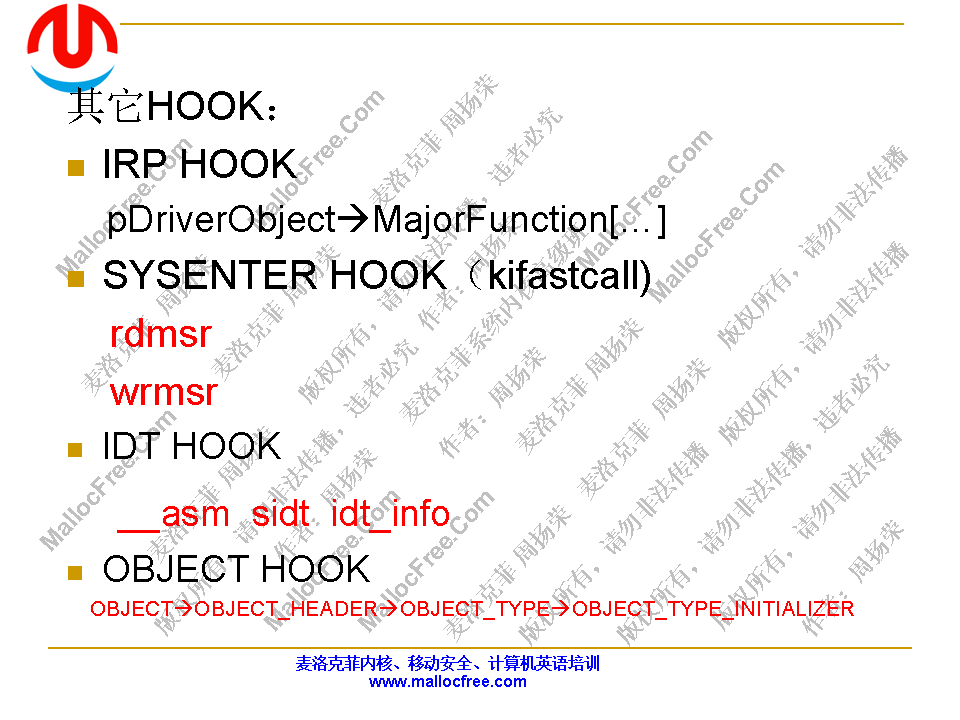 其它HOOK：
IRP HOOK
pDriverObject→MajorFunction[…]
SYSENTER HOOK（kifastcall)
rdmsr
wrmsr
IDT HOOK
__asm sidt idt_info
OBJECT HOOK
OBJECT→OBJECT_HEADER→OBJECT_TYPE→OBJECT_TYPE_INITIALIZER
麦洛克菲内核、移动安全、计算机英语培训
www.mallocfree.com